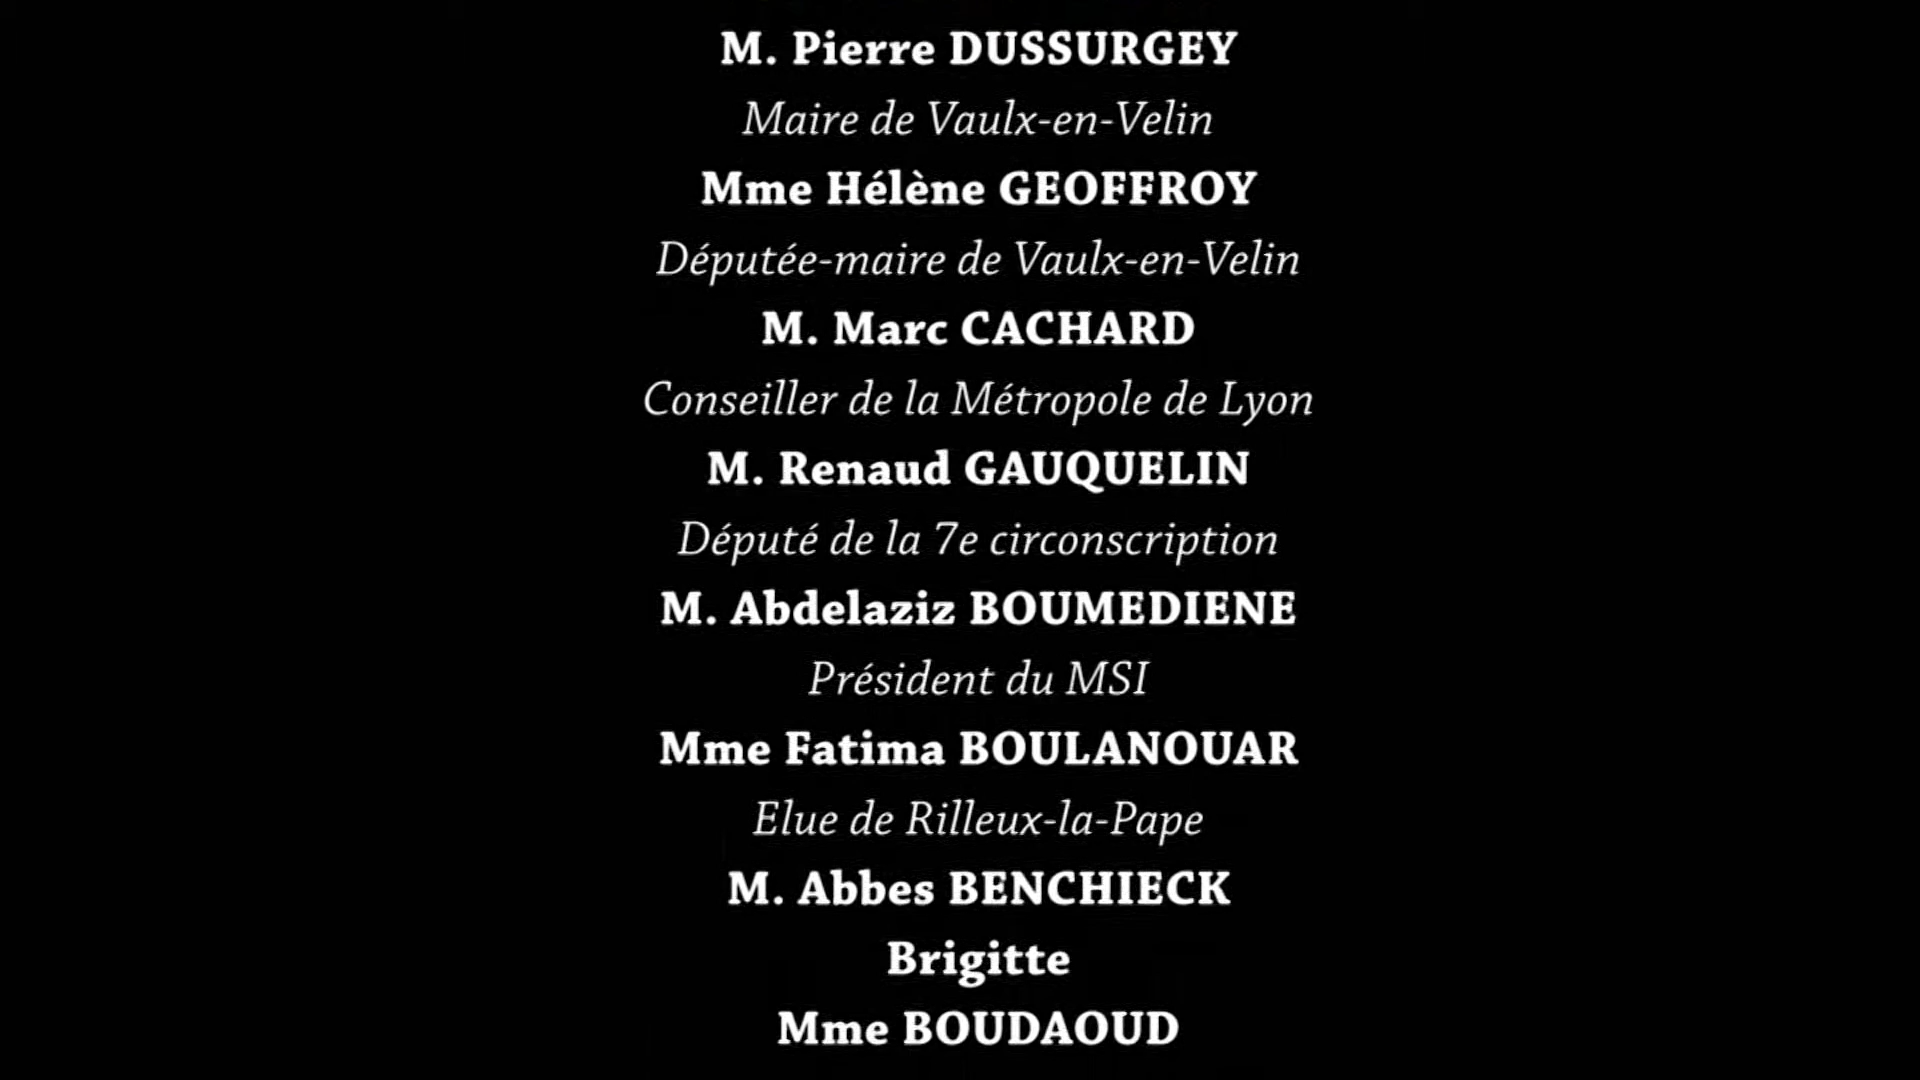 M. Pierre DUSSURGEY
Maire de Vaulx-en-Velin
Mme Hélène GEOFFROY
Députée-maire de Vaulx-en-Velin
M. Marc CACHARD
Conseiller de la Métropole de Lyon
M. Renaud GAUQUELIN
Député de la 7e circonscription
M. Abdelaziz BOUMEDIENE
Président du MSI
Mme Fatima BOULANOUAR
Elue de Rilleux-la-Pape
M. Abbes BENCHIECK
Brigitte
Mme BOUDAOUD